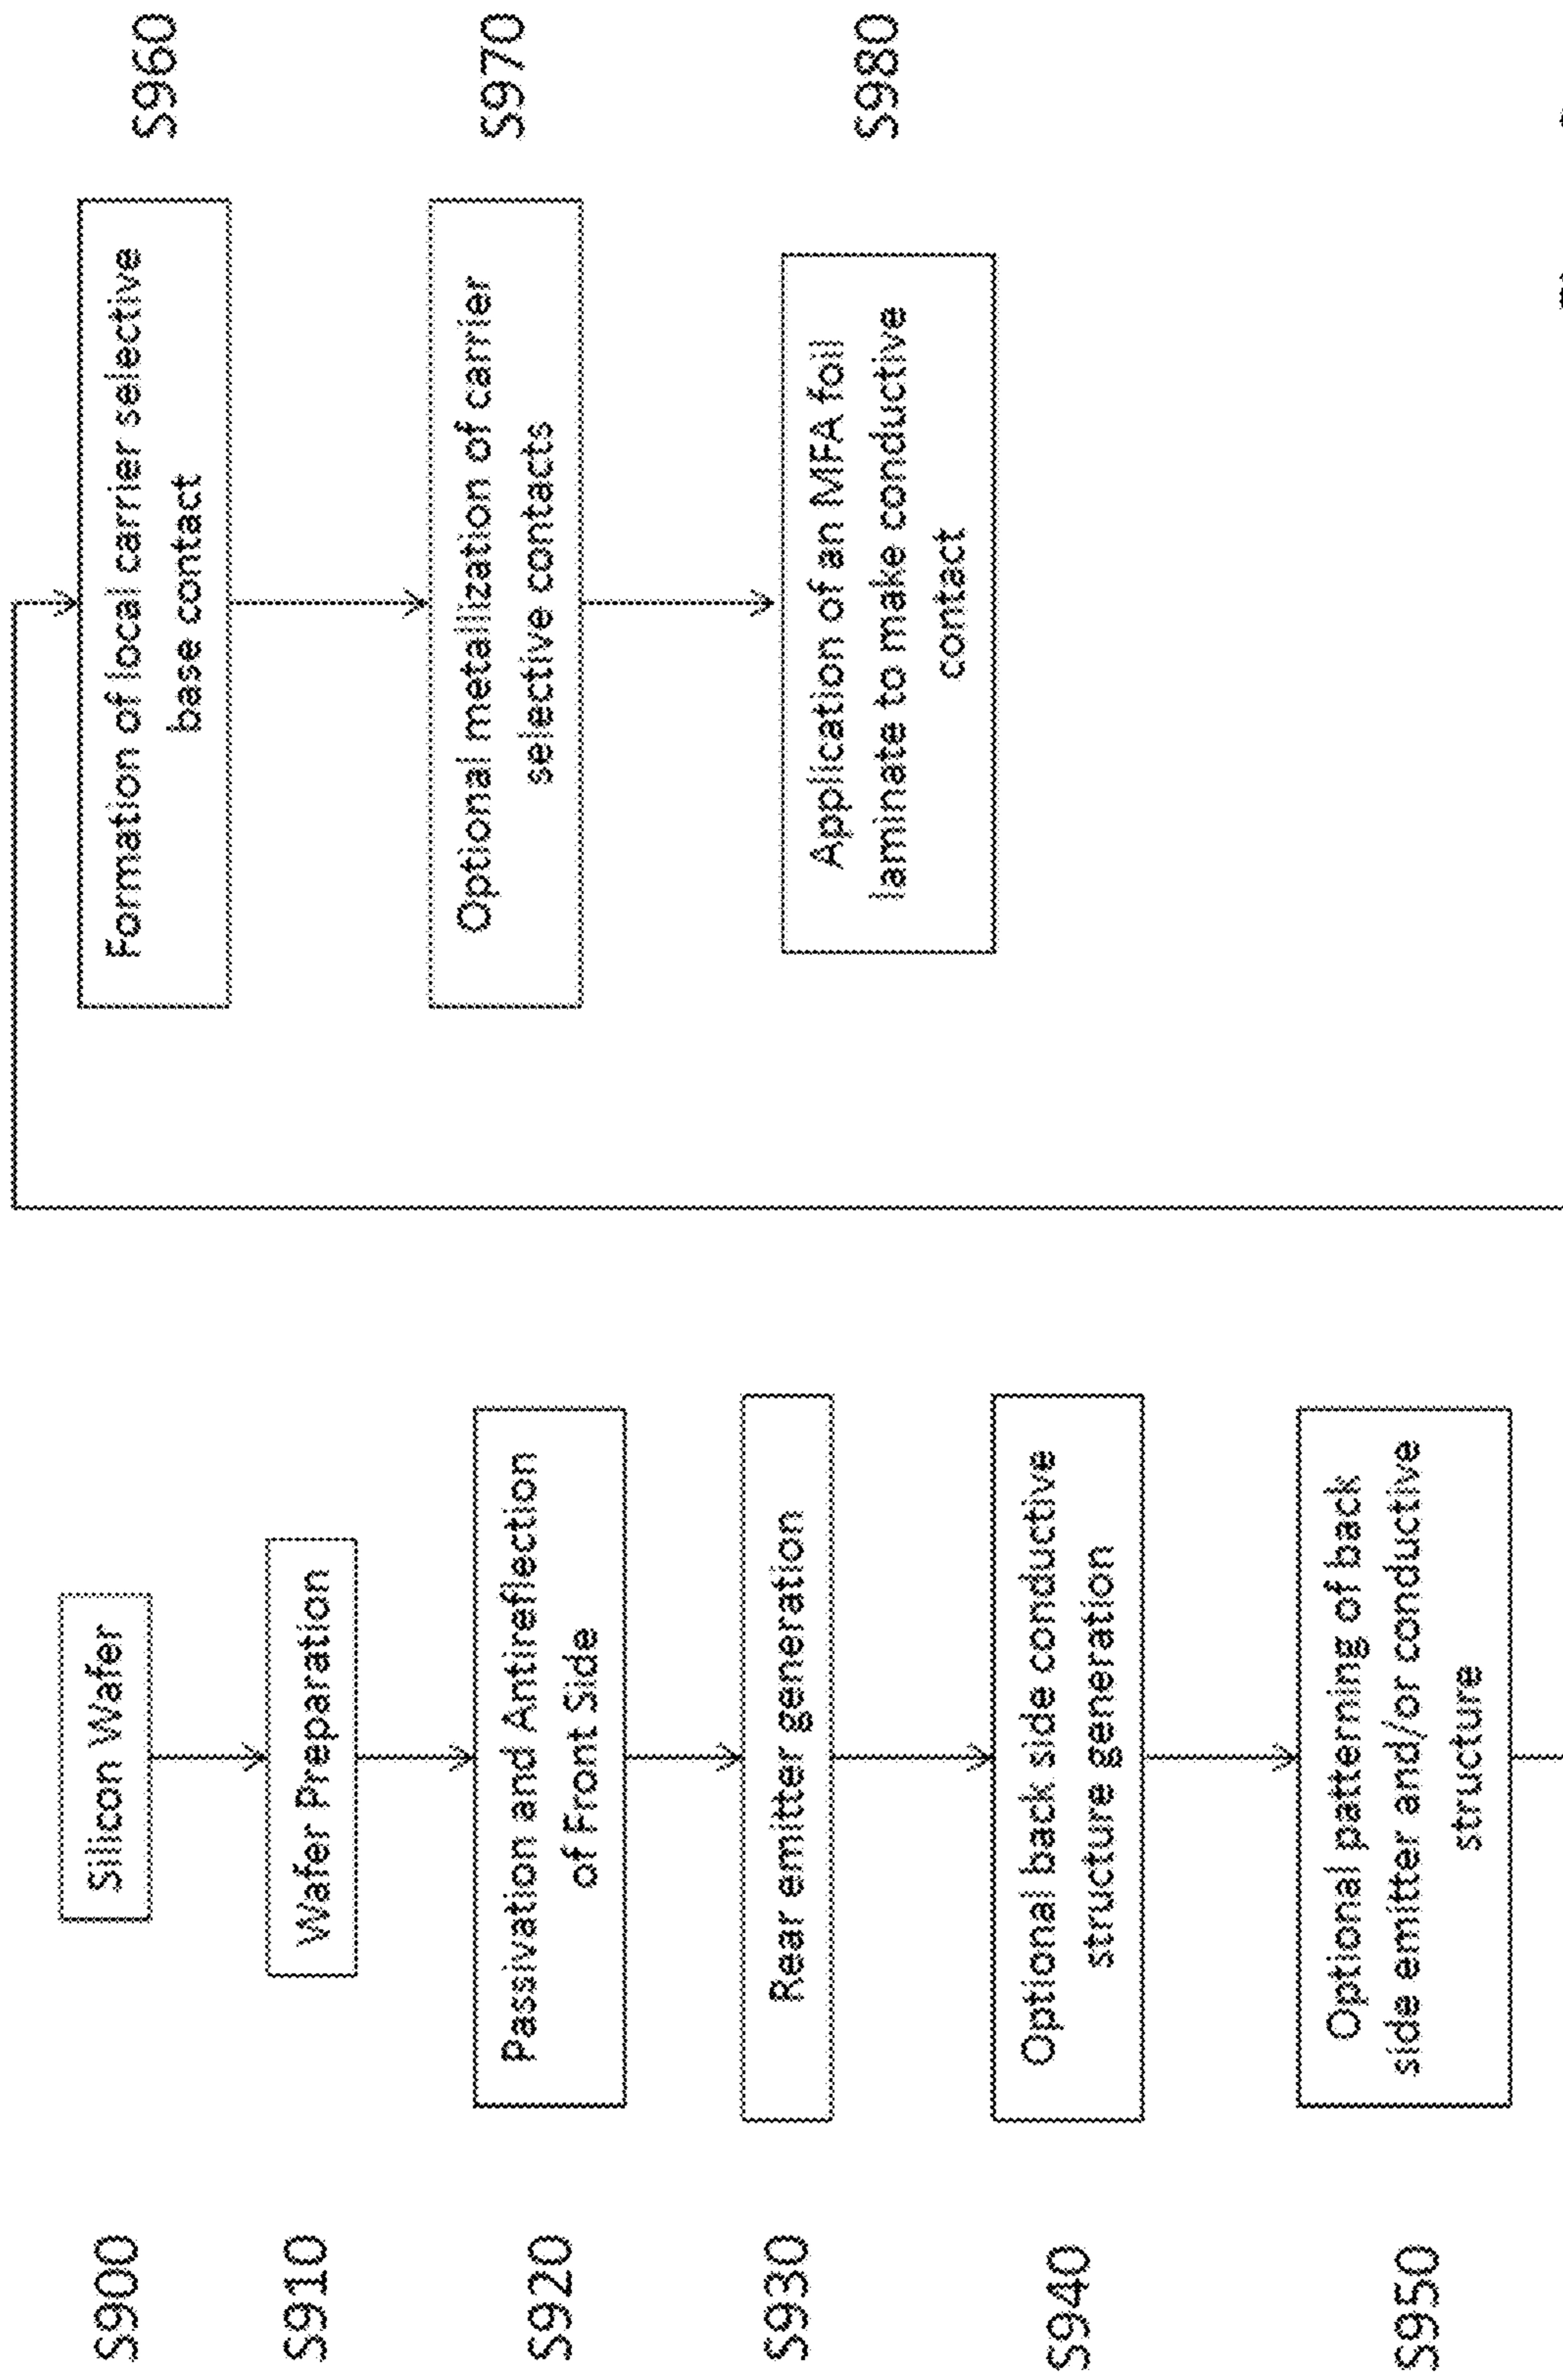 S900
Silicon Wafer
S910
Wafer Preparation
S920
Passivation and Antireflection
of Front Side
S930
Rear emitter generation
S940
Optional back side conductive
structure generation
S950
Optional patterning of back
side emitter and/or conductive
structure
Formation of local carrier selective
base contact
S960
Optional metallization of carrier
selective contacts
S970
Application of an MFA foil
laminate to make conductive
contact
S980